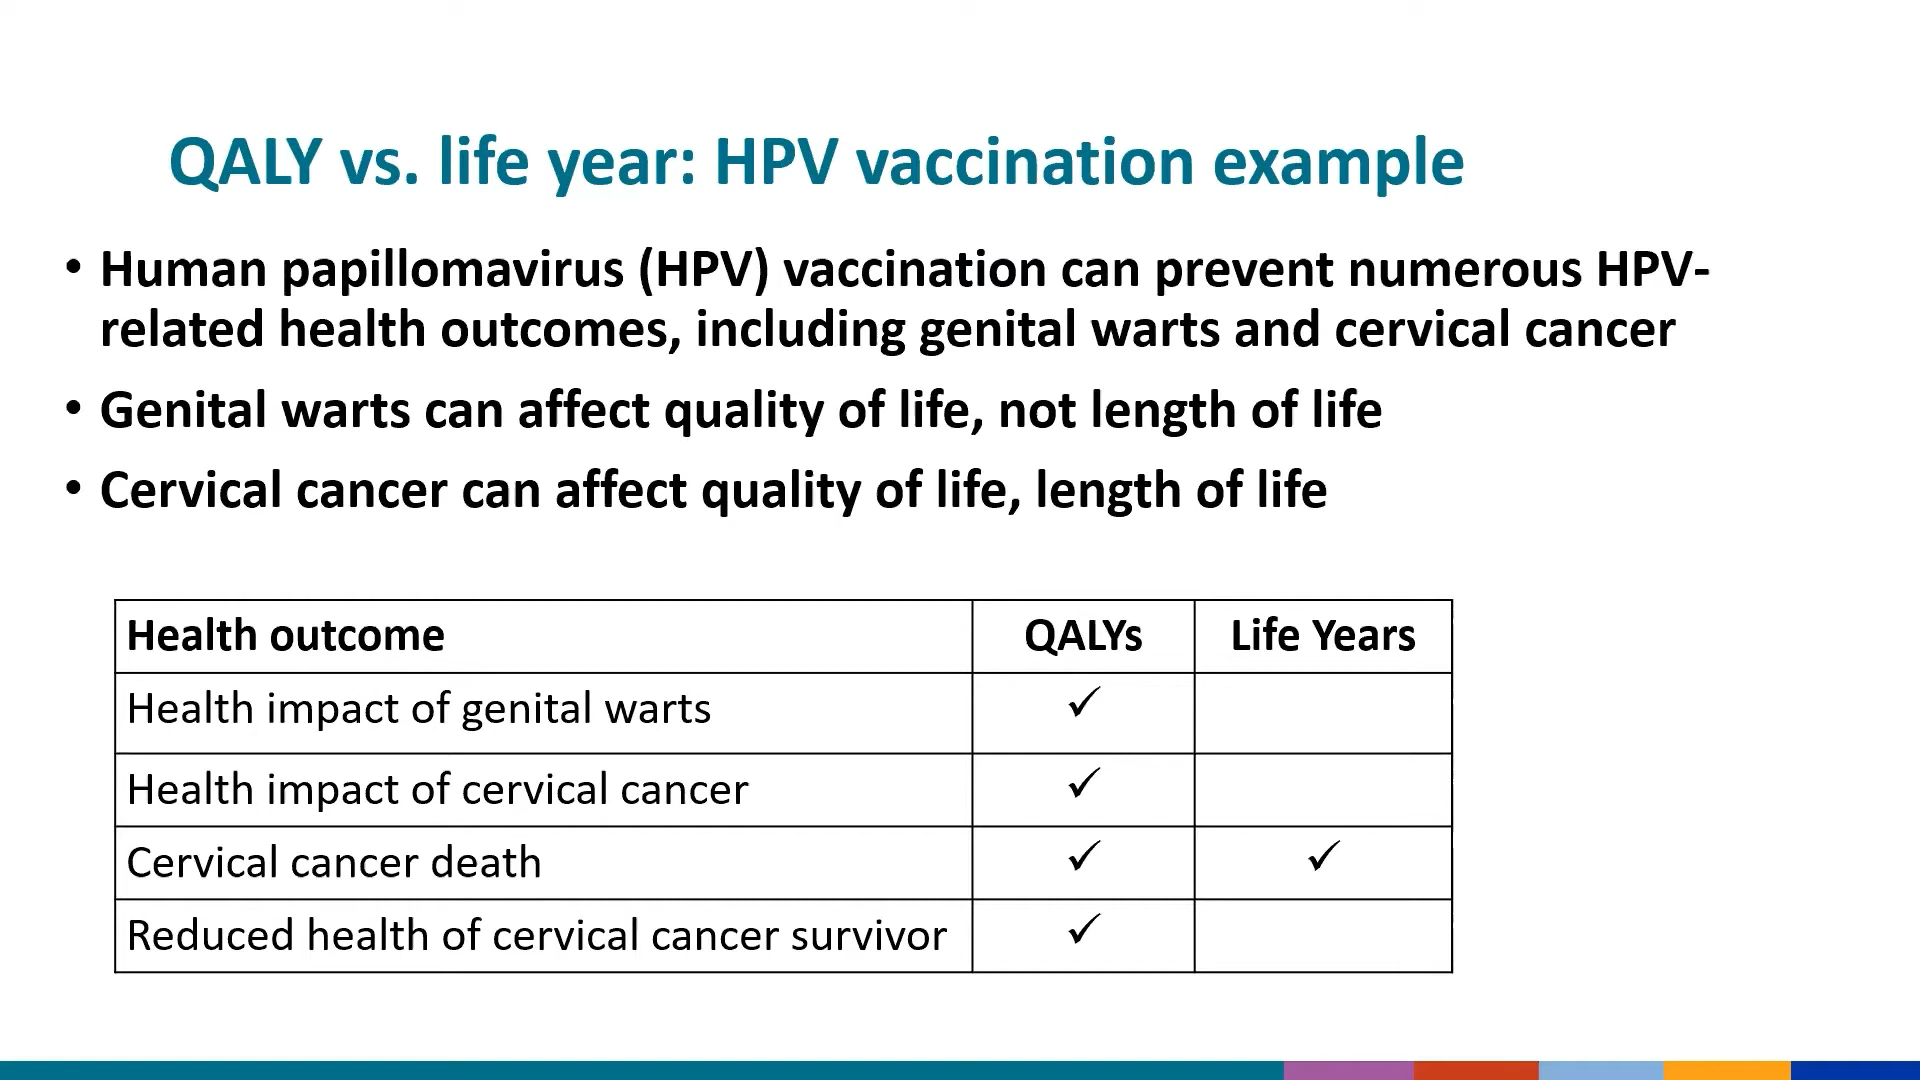 QALY vs. life year: HPV vaccination example
• Human papillomavirus (HPV) vaccination can prevent numerous HPV-
related health outcomes, including genital warts and cervical cancer
• Genital warts can affect quality of life, not length of life
• Cervical cancer can affect quality of life, length of life
Health outcome QALYs Life Years
Health impact of genital warts ✓
Health impact of cervical cancer ✓
Cervical cancer death ✓ ✓
Reduced health of cervical cancer survivor ✓